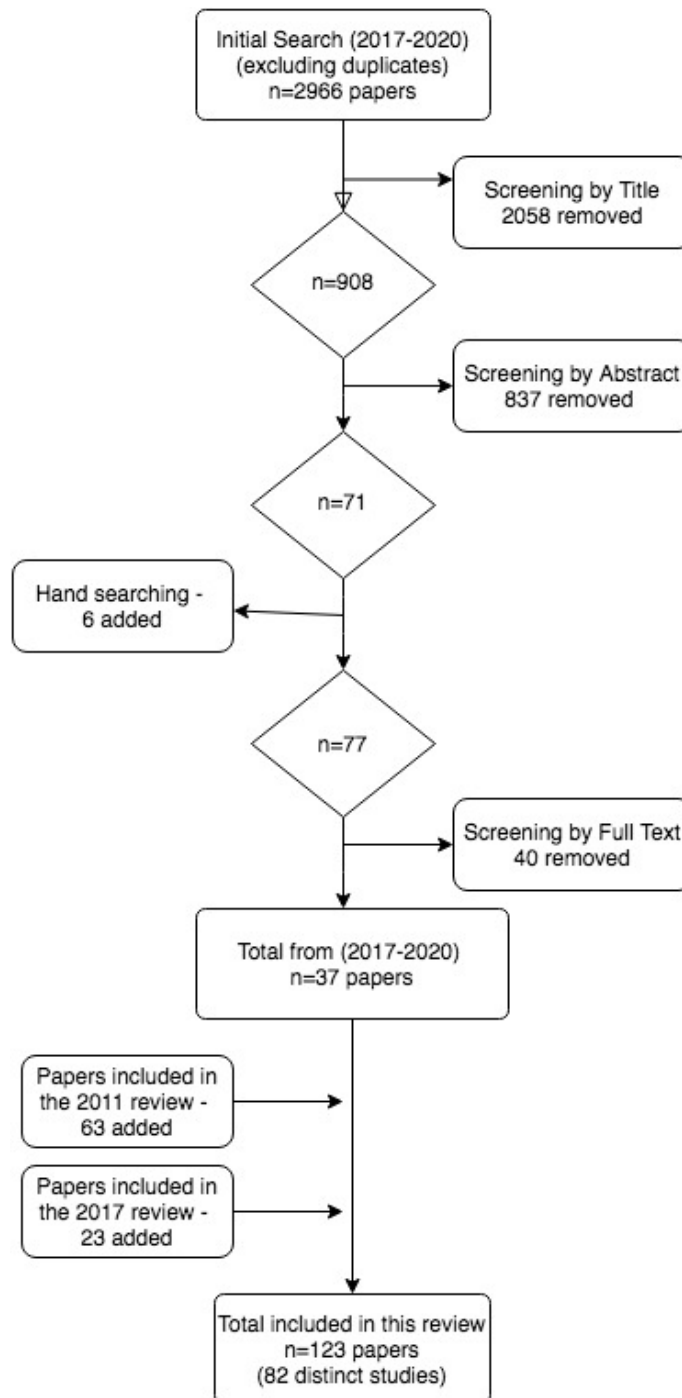 Initial Search (2017-2020)
(excluding duplicates)
n=2966 papers
Screening by Title
2058 removed
n=908
Screening by Abstract
837 removed
n=71
Hand searching -
6 added
n=77
Screening by Full Text
40 removed
Total from (2017-2020)
n=37 papers
Papers included in
the 2011 review -
63 added
Papers included in
the 2017 review -
23 added
Total included in this review
n=123 papers
(82 distinct studies)